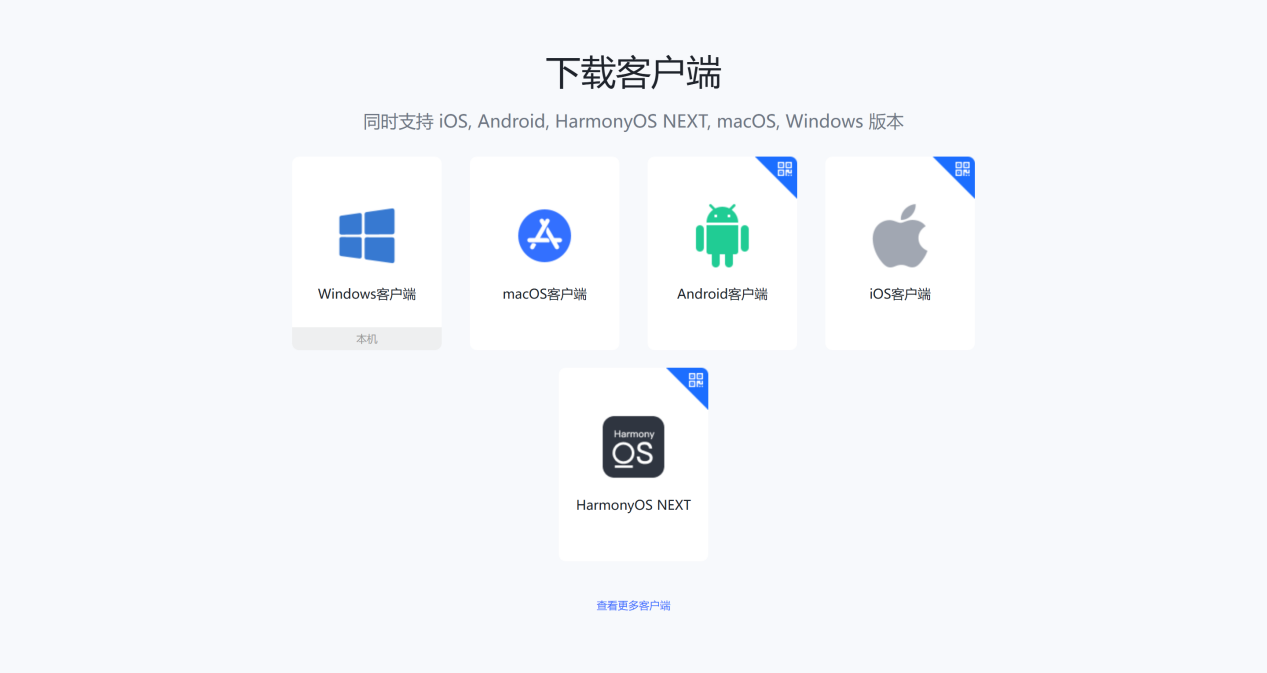 下载客户端
同时支持 iOS, Android, HarmonyOS NEXT, macOS, Windows 版本
Windows客户端
macOS客户端
Android客户端
iOS客户端
本机
Harmony
OS
HarmonyOS NEXT
查看更多客户端